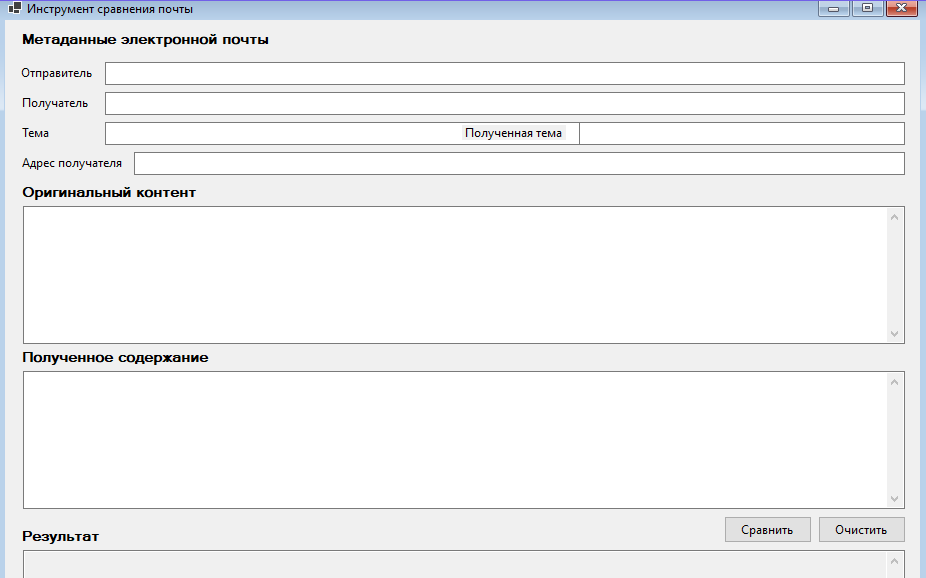 Инструмент сравнения почты
Метаданные электронной почты
Отправитель
Получатель
Тема Полученная тема
Адрес получателя
Оригинальный контент
Полученное содержание
Сравнить Очистить
Результат